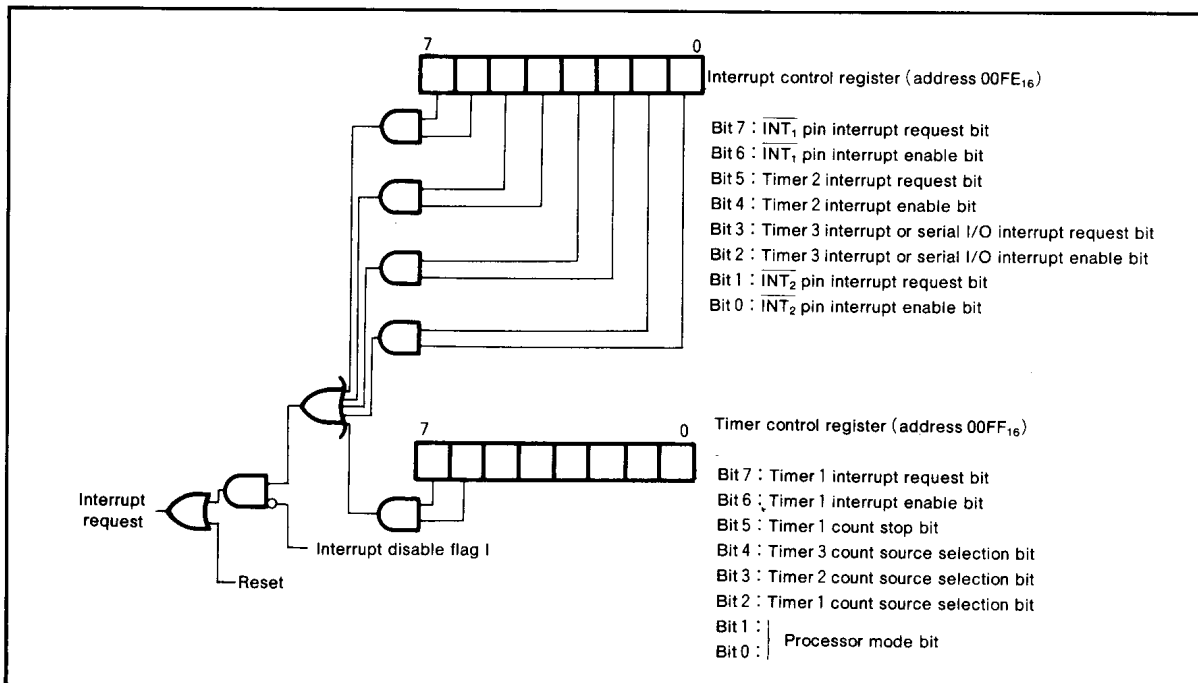 7 0
Interrupt control register (address 00FE₁₆)
Bit 7 : I̅N̅T̅₁̅ pin interrupt request bit
Bit 6 : I̅N̅T̅₁̅ pin interrupt enable bit
Bit 5 : Timer 2 interrupt request bit
Bit 4 : Timer 2 interrupt enable bit
Bit 3 : Timer 3 interrupt or serial I/O interrupt request bit
Bit 2 : Timer 3 interrupt or serial I/O interrupt enable bit
Bit 1 : I̅N̅T̅₂̅ pin interrupt request bit
Bit 0 : I̅N̅T̅₂̅ pin interrupt enable bit
7 0
Timer control register (address 00FF₁₆)
Bit 7 : Timer 1 interrupt request bit
Bit 6 : Timer 1 interrupt enable bit
Bit 5 : Timer 1 count stop bit
Bit 4 : Timer 3 count source selection bit
Bit 3 : Timer 2 count source selection bit
Bit 2 : Timer 1 count source selection bit
Bit 1 :
Bit 0 :
Processor mode bit
Interrupt
request
Interrupt disable flag I
Reset